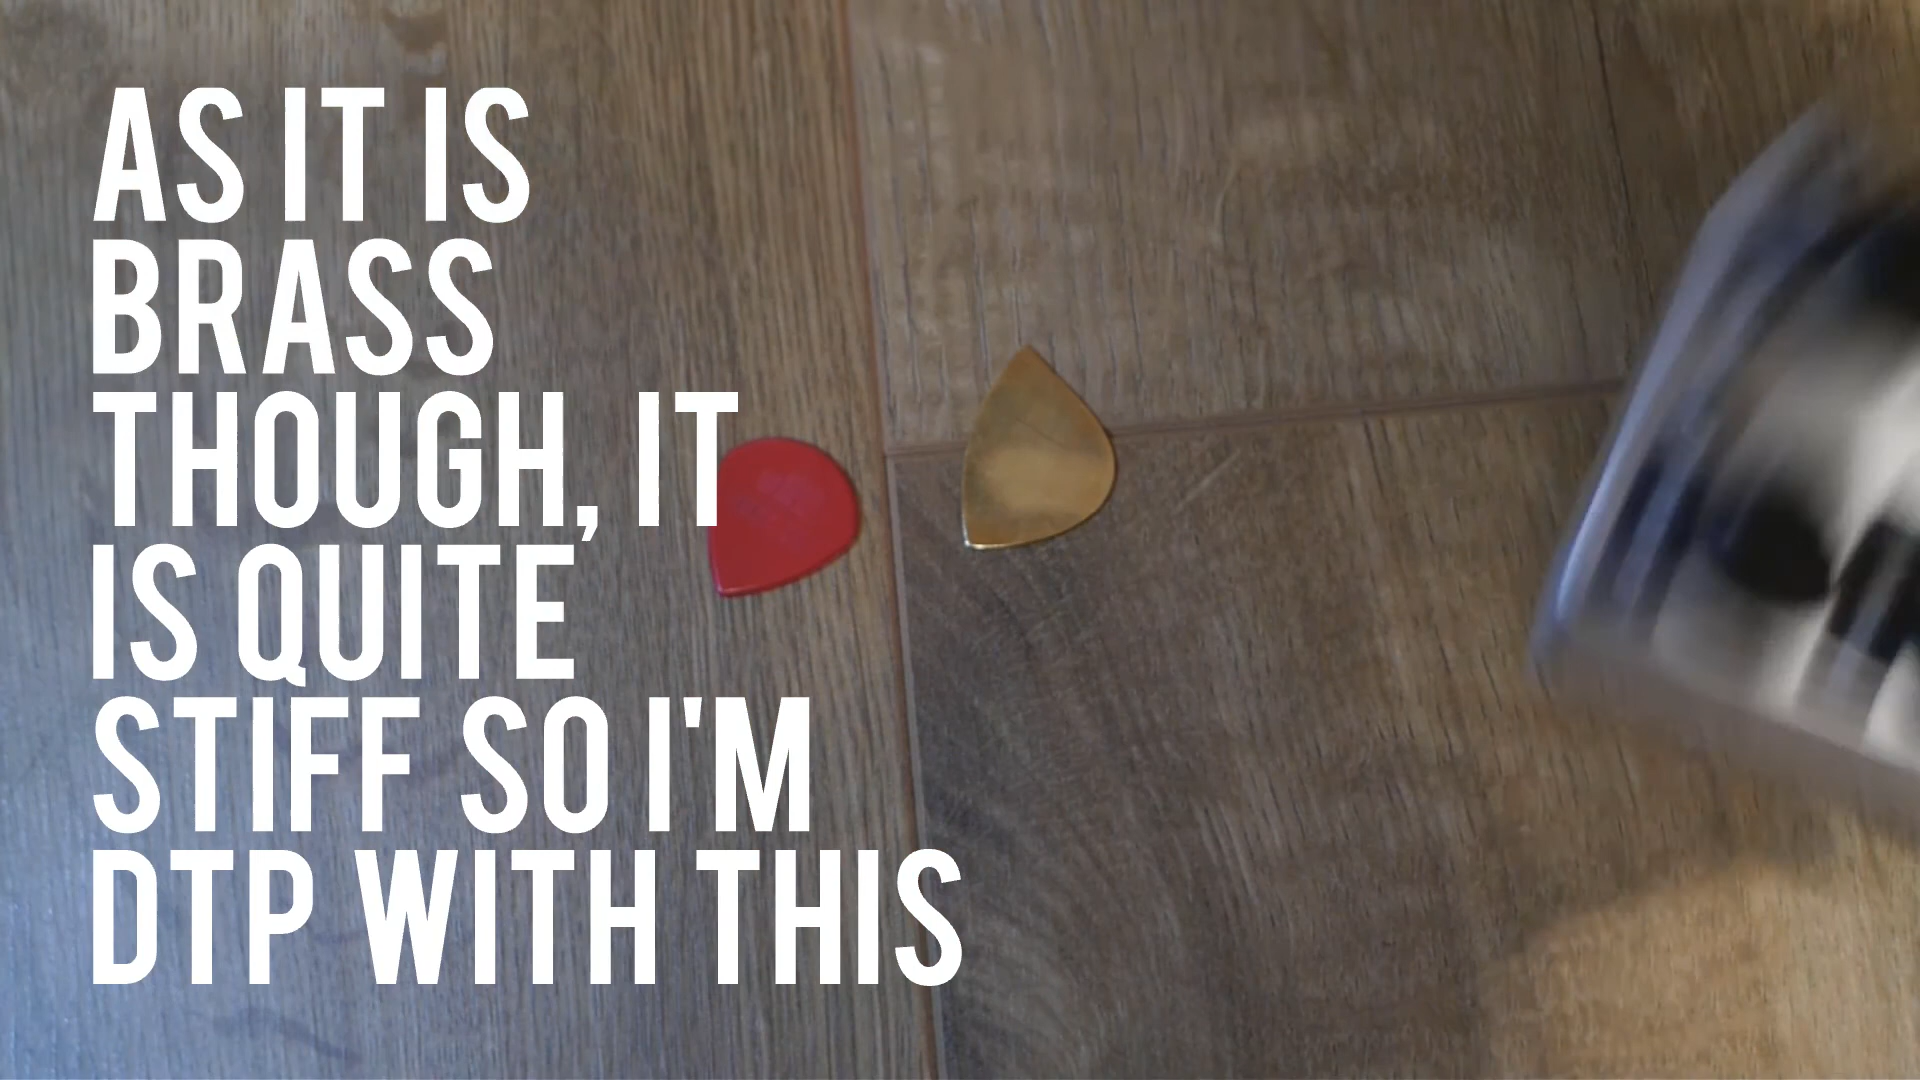 AS IT IS
BRASS
THOUGH, IT
IS QUITE
STIFF SO I'M
DTP WITH THIS